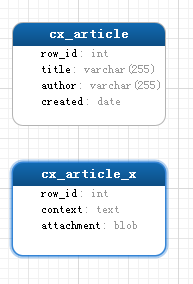 cx_article
row_id: int
title: varchar(255)
author: varchar(255)
created: date
cx_article_x
row_id: int
context: text
attachment: blob